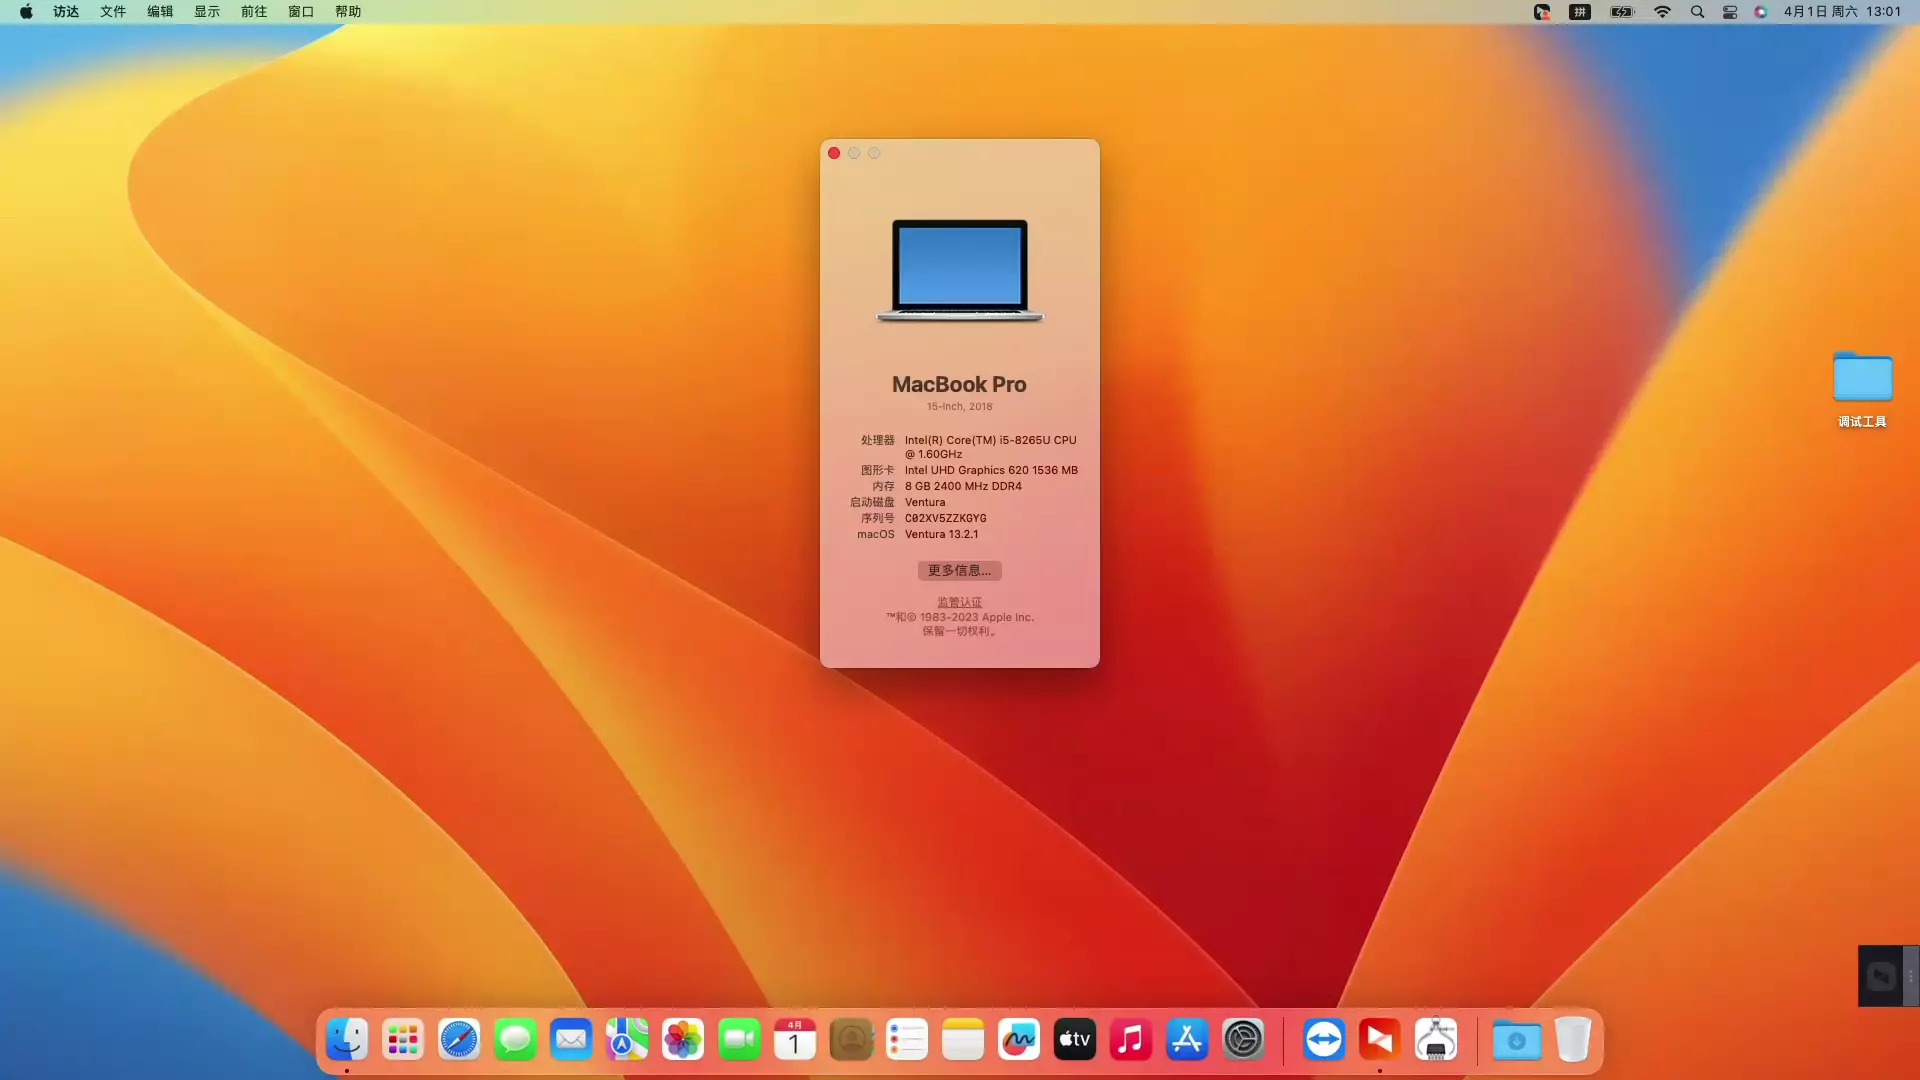 访达 文件 编辑 显示 前往 窗口 帮助
拼
4月1日 周六 13:01
MacBook Pro
15-inch, 2018
处理器 Intel(R) Core(TM) i5-8265U CPU
@ 1.60GHz
图形卡 Intel UHD Graphics 620 1536 MB
内存 8 GB 2400 MHz DDR4
启动磁盘 Ventura
序列号 C02XV5ZZKGYG
macOS Ventura 13.2.1
更多信息...
监管认证
™和© 1983-2023 Apple Inc.
保留一切权利。
调试工具
4月
1
tv